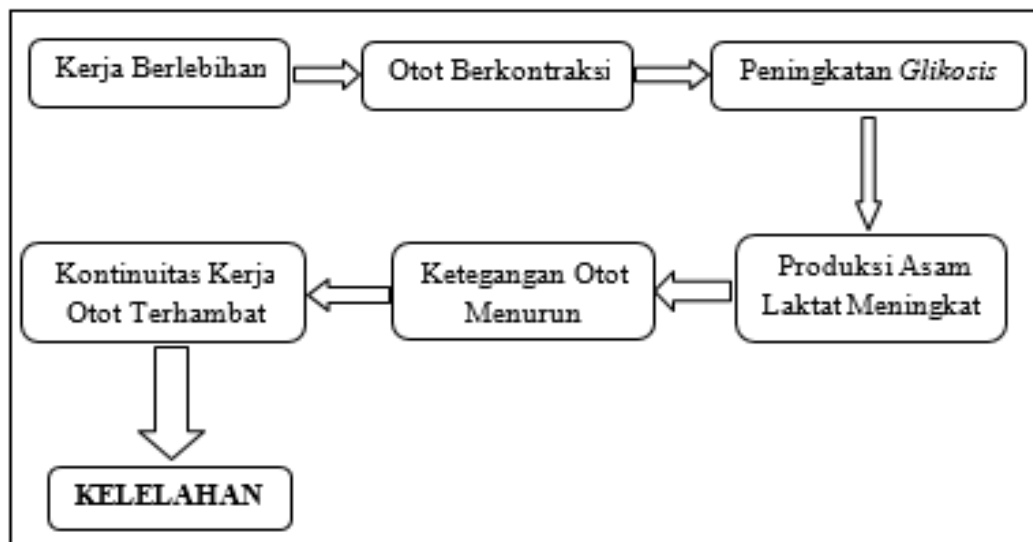 Kerja Berlebihan
Otot Berkontraksi
Peningkatan Glikosis
Produksi Asam
Laktat Meningkat
Ketegangan Otot
Menurun
Kontinuitas Kerja
Otot Terhambat
KELELAHAN